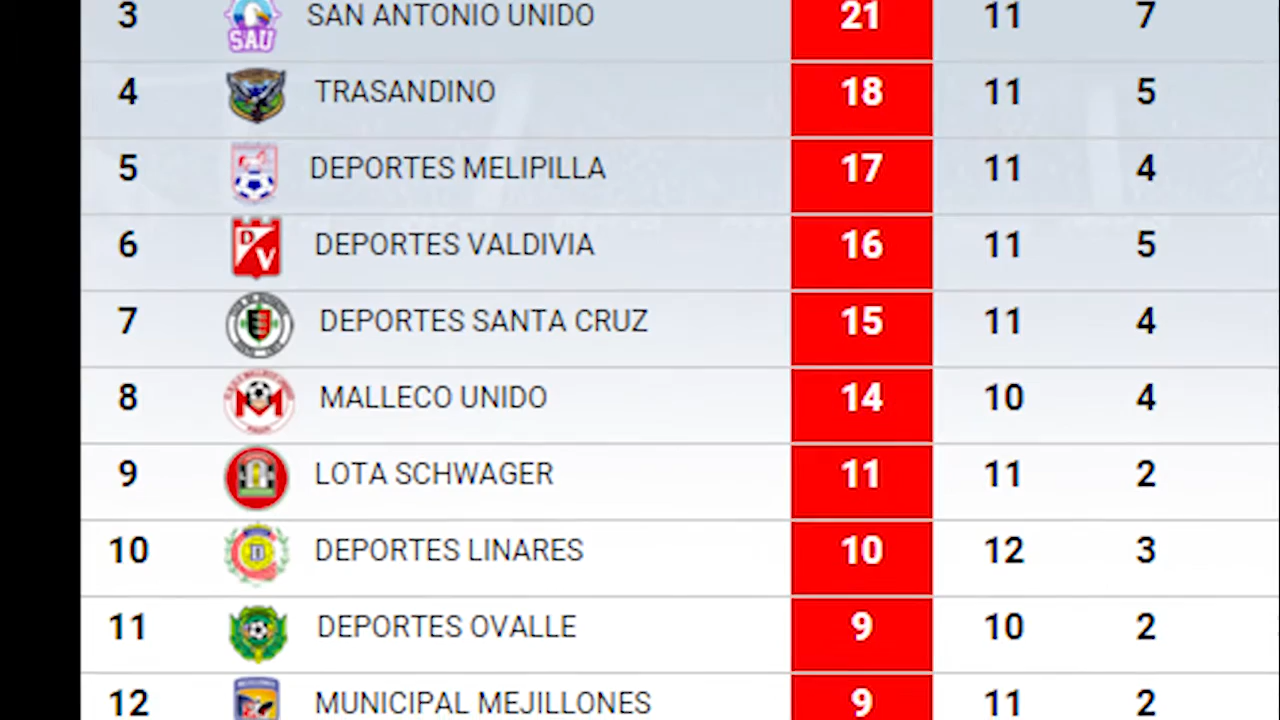 3 SAU SAN ANTONIO UNIDO 21 11 7
4 TRASANDINO 18 11 5
5 DEPORTES MELIPILLA 17 11 4
6 DV DEPORTES VALDIVIA 16 11 5
7 DEPORTES SANTA CRUZ 15 11 4
8 M MALLECO UNIDO 14 10 4
9 LOTA SCHWAGER 11 11 2
10 D DEPORTES LINARES 10 12 3
11 DEPORTES OVALLE 9 10 2
12 MUNICIPAL MEJILLONES 9 11 2